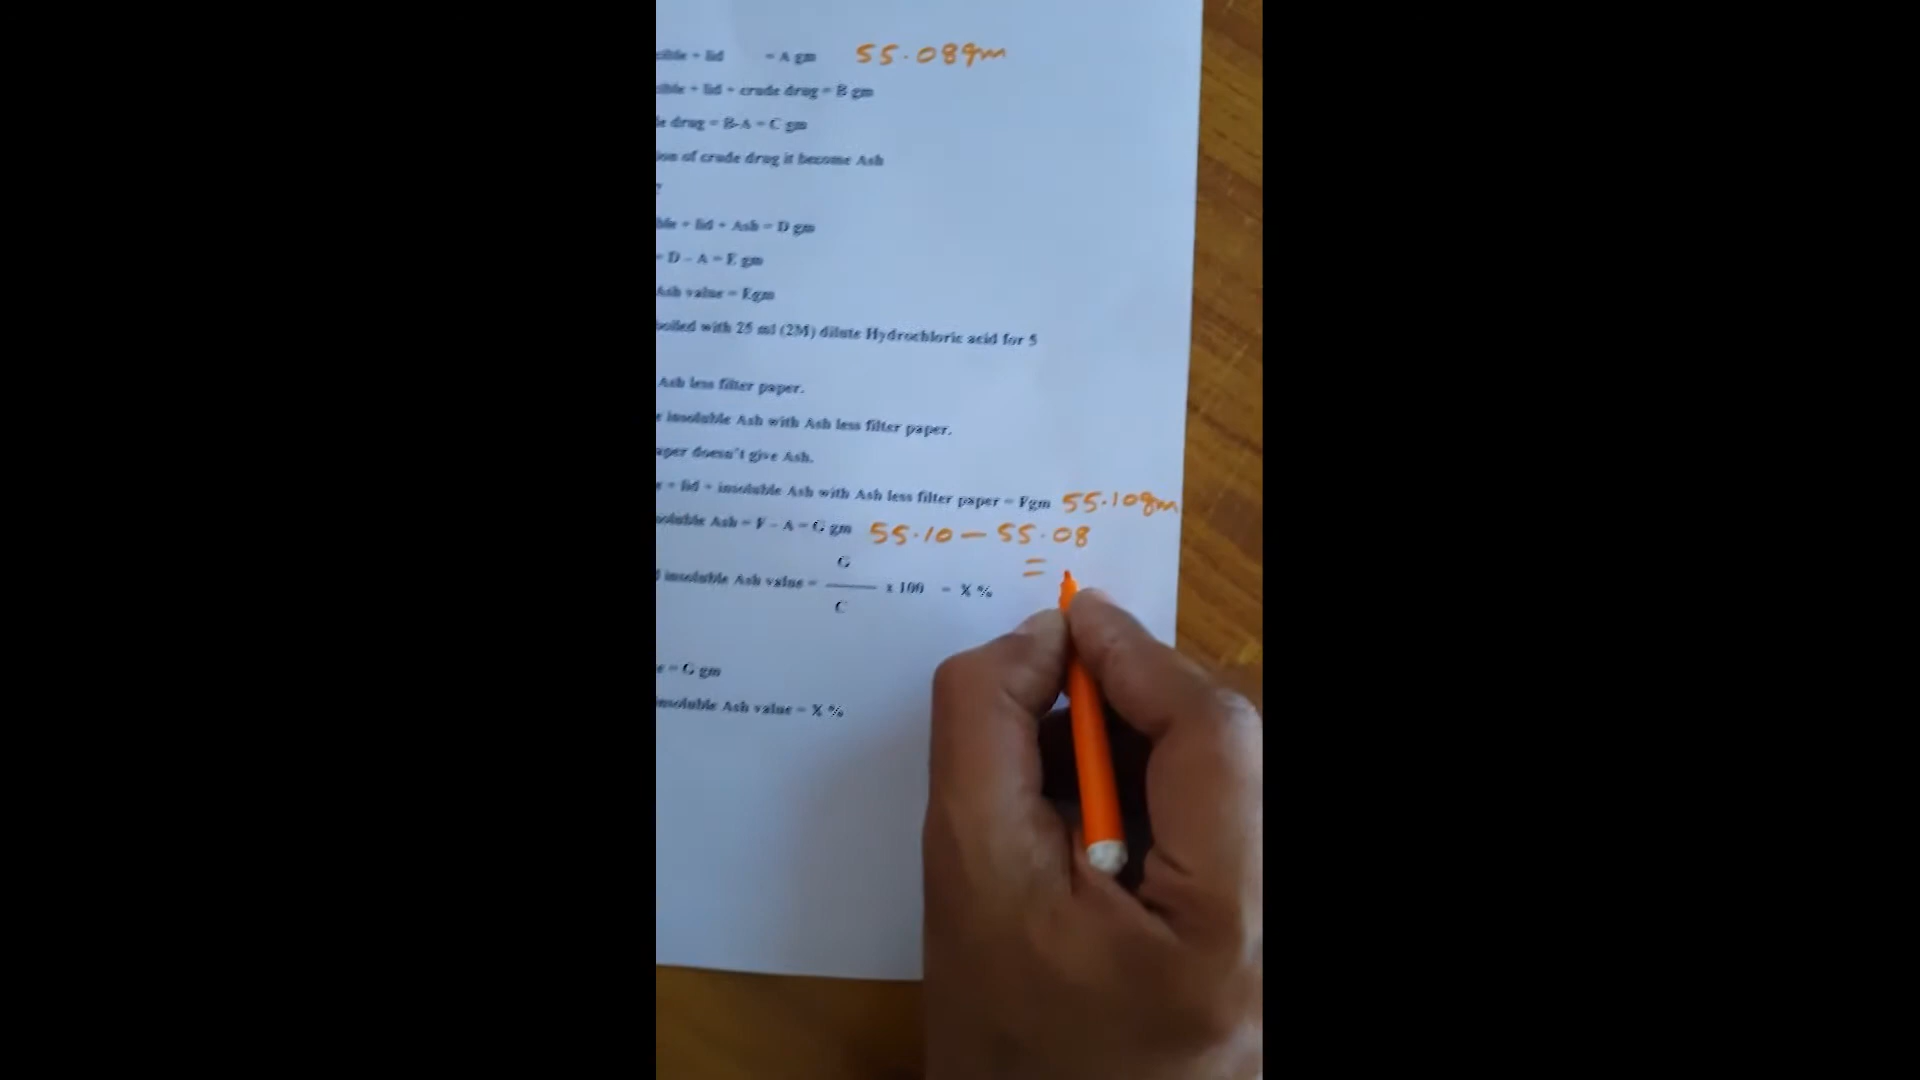 + lid = A gm 55.08gm
+ lid + crude drug = B gm
drug = B-A = C gm
of crude drug it become Ash
?
+ lid + Ash = D gm
= D - A = E gm
Ash value = Egm
boiled with 25 ml (2M) dilute Hydrochloric acid for 5
Ash less filter paper.
insoluble Ash with Ash less filter paper.
doesn't give Ash.
+ lid + insoluble Ash with Ash less filter paper = Fgm 55.10gm
Ash = F - A = G gm 55.10 - 55.08
=
G
insoluble Ash value = x 100 = X %
C
= G gm
insoluble Ash value = X %